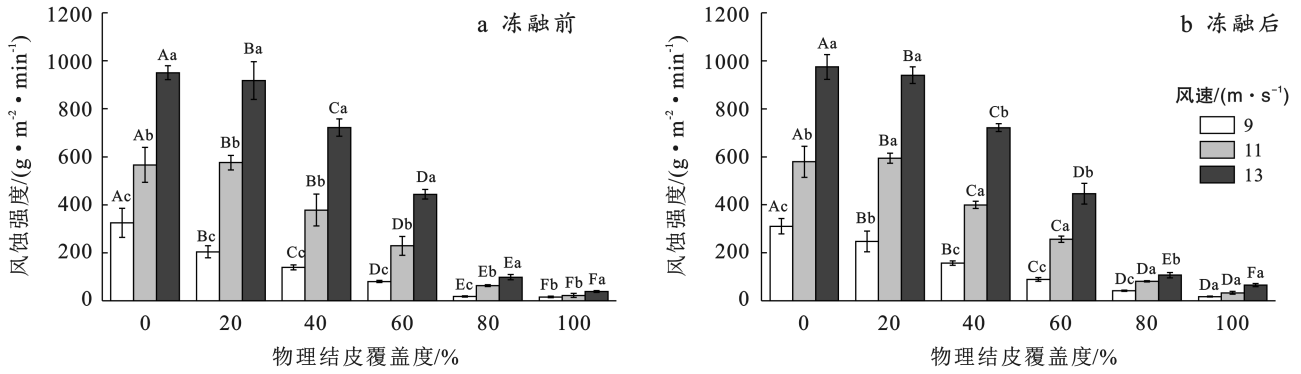 a 冻融前
风蚀强度/(g·m⁻²·min⁻¹)
1200
1000
800
600
400
200
0
Ac Ab Aa
Bc Bb Ba
Cc Bb Ca
Dc Db Da
Ec Eb Ea
Fb Fb Fa
0 20 40 60 80 100
物理结皮覆盖度/%
b 冻融后
风蚀强度/(g·m⁻²·min⁻¹)
1200
1000
800
600
400
200
0
Ac Ab Aa
Bb Ba Ba
Bc Ca Cb
Cc Ca Db
Dc Da Eb
Da Da Fa
0 20 40 60 80 100
物理结皮覆盖度/%
风速/(m·s⁻¹)
9
11
13